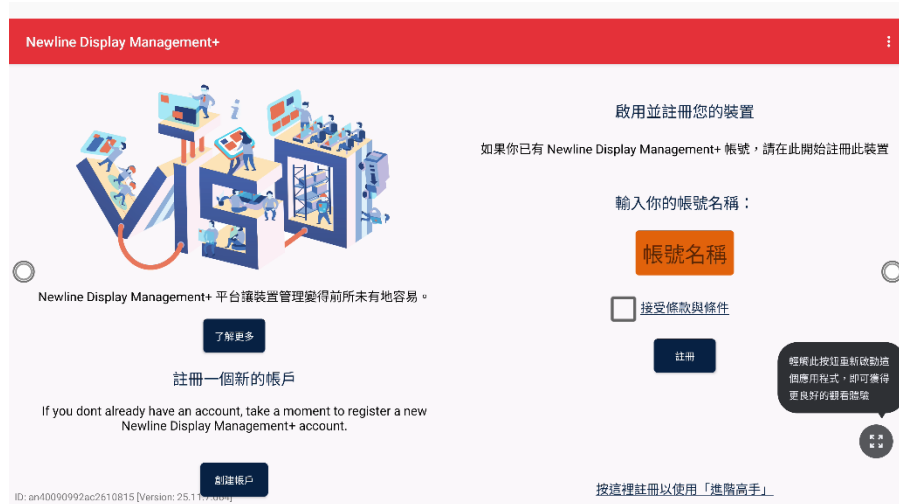 Newline Display Management+
Newline Display Management+ 平台讓裝置管理變得前所未有地容易。
了解更多
註冊一個新的帳戶
If you dont already have an account, take a moment to register a new
Newline Display Management+ account.
創建帳戶
ID: an40090992ac2610815 [Version: 25.11.7.
啟用並註冊您的裝置
如果你已有 Newline Display Management+ 帳號，請在此開始註冊此裝置
輸入你的帳號名稱：
帳號名稱
接受條款與條件
註冊
輕觸此按鈕重新啟動這
個應用程式，即可獲得
更良好的觀看體驗
按這裡註冊以使用「進階高手」